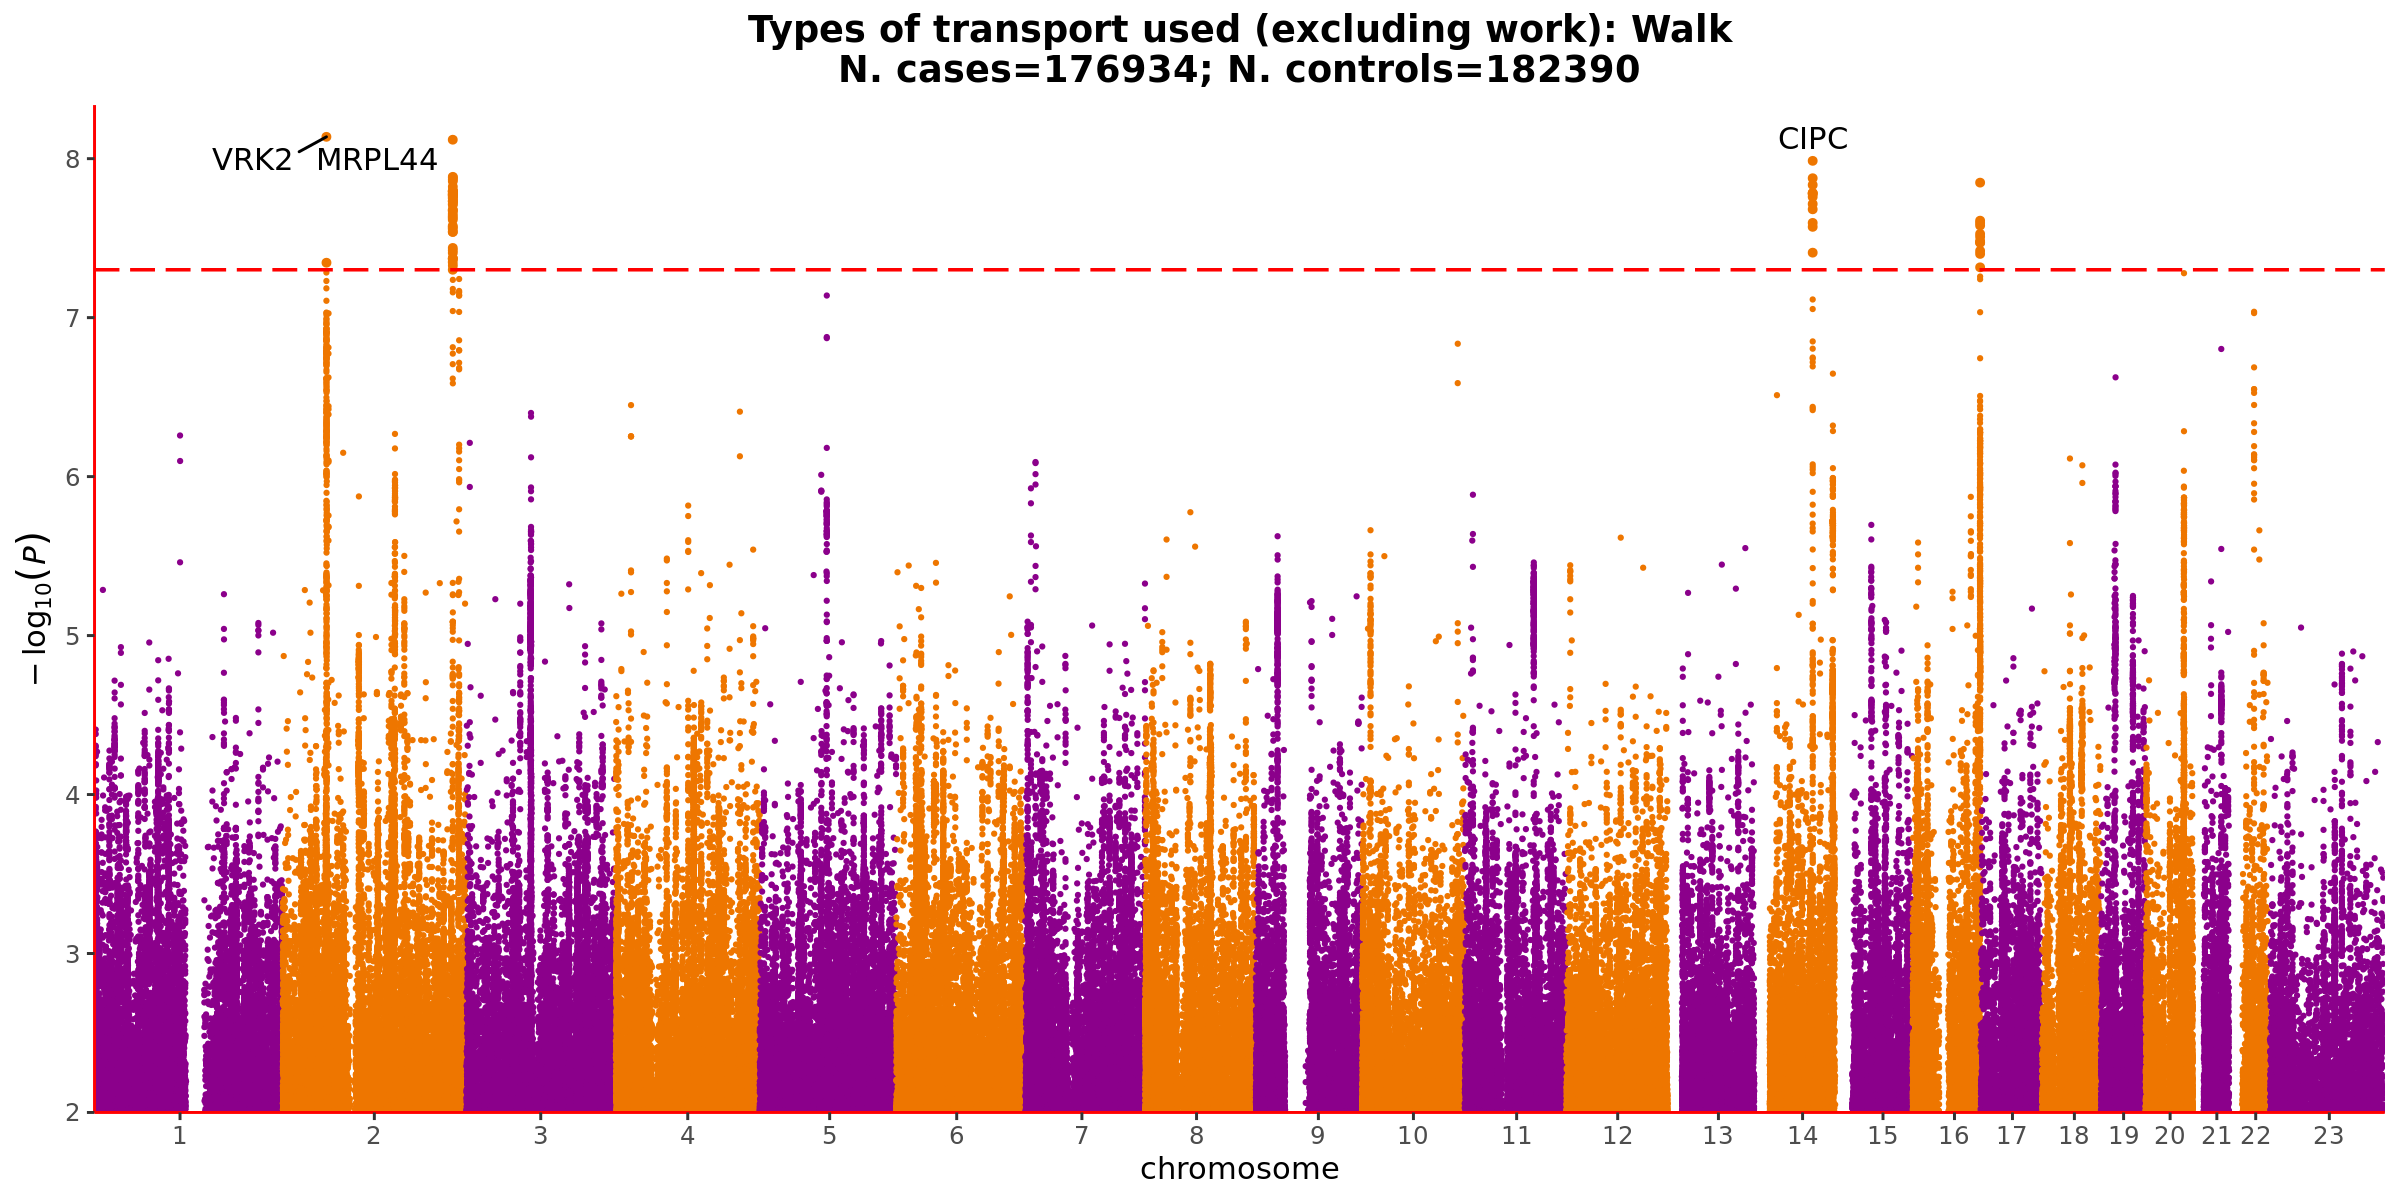 Types of transport used (excluding work): Walk
N. cases=176934; N. controls=182390
VRK2 MRPL44 CIPC
8
7
6
5
4
3
2
−log₁₀(P)
1 2 3 4 5 6 7 8 9 10 11 12 13 14 15 16 17 18 19 20 21 22 23
chromosome